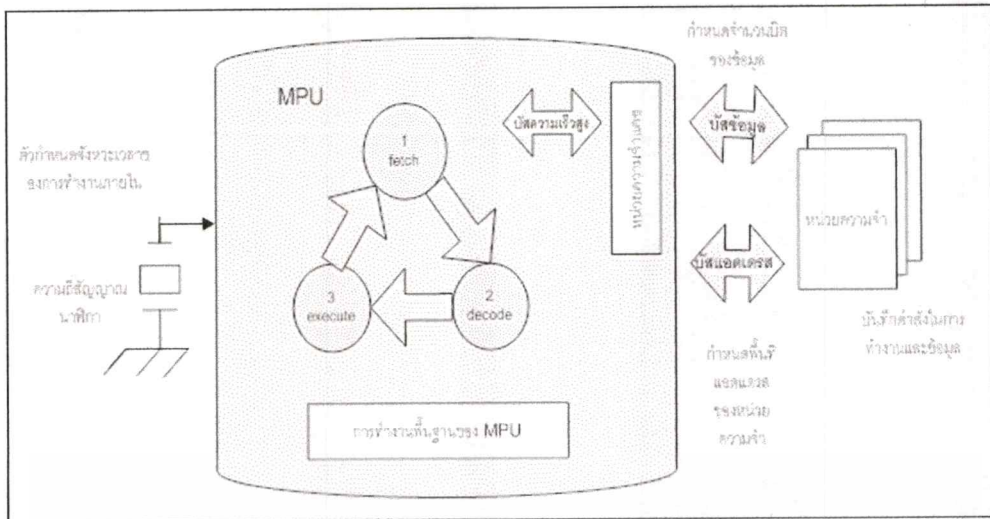 กำหนดจำนวนบิต
ของข้อมูล
MPU
บัสความเร็วสูง
บัสข้อมูล
1
fetch
ตัวกำหนดจังหวะเวลาข
องการทำงานภายใน
หน่วยความจำ
ความถี่สัญญาณ
นาฬิกา
3
execute
2
decode
บัสแอดเดรส
บันทึกคำสั่งในการ
ทำงานและข้อมูล
กำหนดพื้นที่
แอดเดรส
ของหน่วย
ความจำ
การทำงานพื้นฐานของ MPU